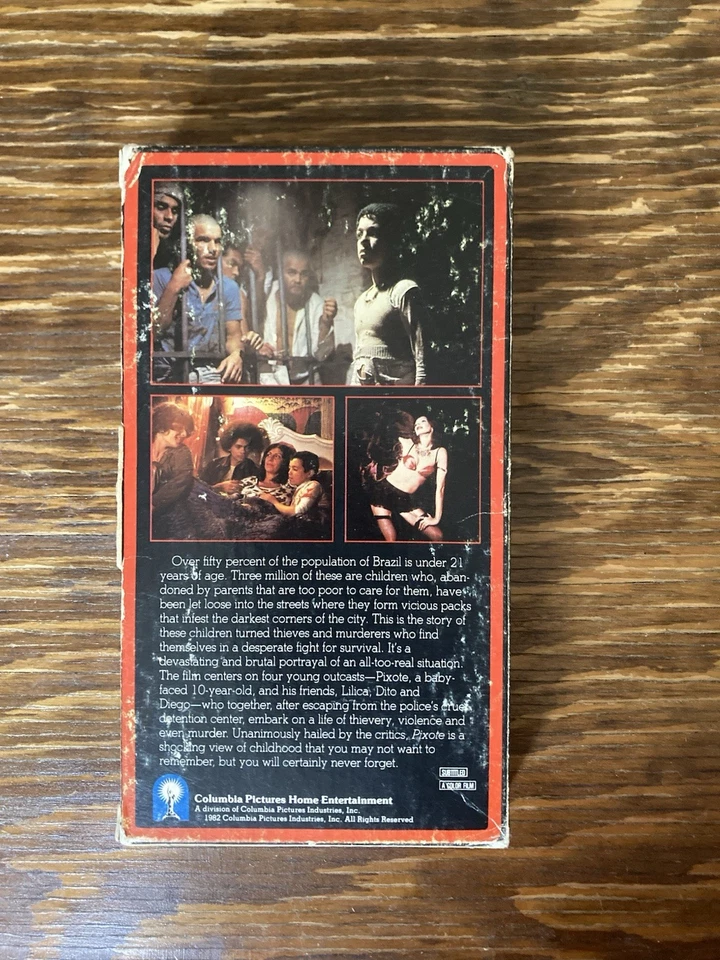 Over fifty percent of the population of Brazil is under 21
years of age. Three million of these are children who, aban-
doned by parents that are too poor to care for them, have
been let loose into the streets where they form vicious packs
that infest the darkest corners of the city. This is the story of
these children turned thieves and murderers who find
themselves in a desperate fight for survival. It's a
devastating and brutal portrayal of an all-too-real situation.
The film centers on four young outcasts—Pixote, a baby-
faced 10-year-old, and his friends, Lilica, Dito and
Diego—who together, after escaping from the police's cruel
detention center, embark on a life of thievery, violence and
even murder. Unanimously hailed by the critics, Pixote is a
shocking view of childhood that you may not want to
remember, but you will certainly never forget.
SUBTITLED
A COLOR FILM
Columbia Pictures Home Entertainment
A division of Columbia Pictures Industries, Inc.
1982 Columbia Pictures Industries, Inc. All Rights Reserved